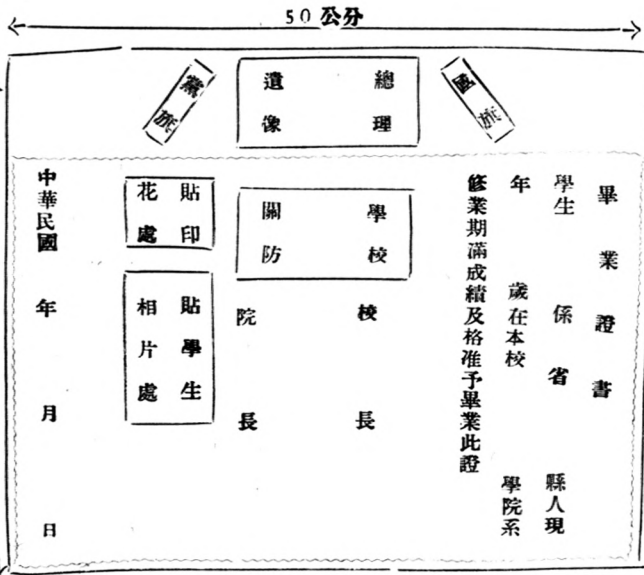 50公分
國旗
總理
遺像
黨旗
畢業證書
學生 係 省 縣人現
年 歲在本校 學院系
修業期滿成績及格准予畢業此證
學校
關防
校長
院長
貼印
花處
貼學生
相片處
中華民國 年 月 日